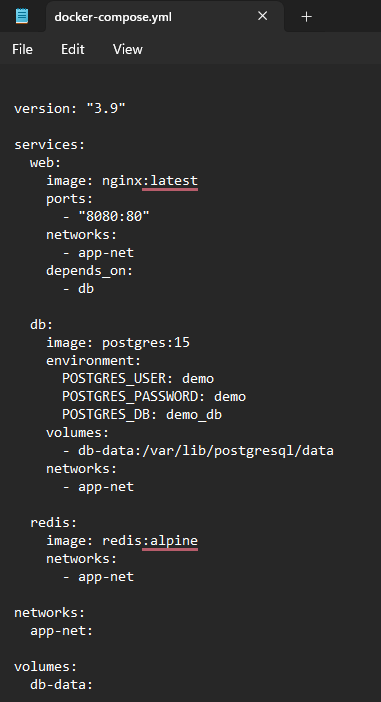 docker-compose.yml
File Edit View
version: "3.9"
services:
  web:
    image: nginx:latest
    ports:
      - "8080:80"
    networks:
      - app-net
    depends_on:
      - db
  db:
    image: postgres:15
    environment:
      POSTGRES_USER: demo
      POSTGRES_PASSWORD: demo
      POSTGRES_DB: demo_db
    volumes:
      - db-data:/var/lib/postgresql/data
    networks:
      - app-net
  redis:
    image: redis:alpine
    networks:
      - app-net
networks:
  app-net:
volumes:
  db-data: